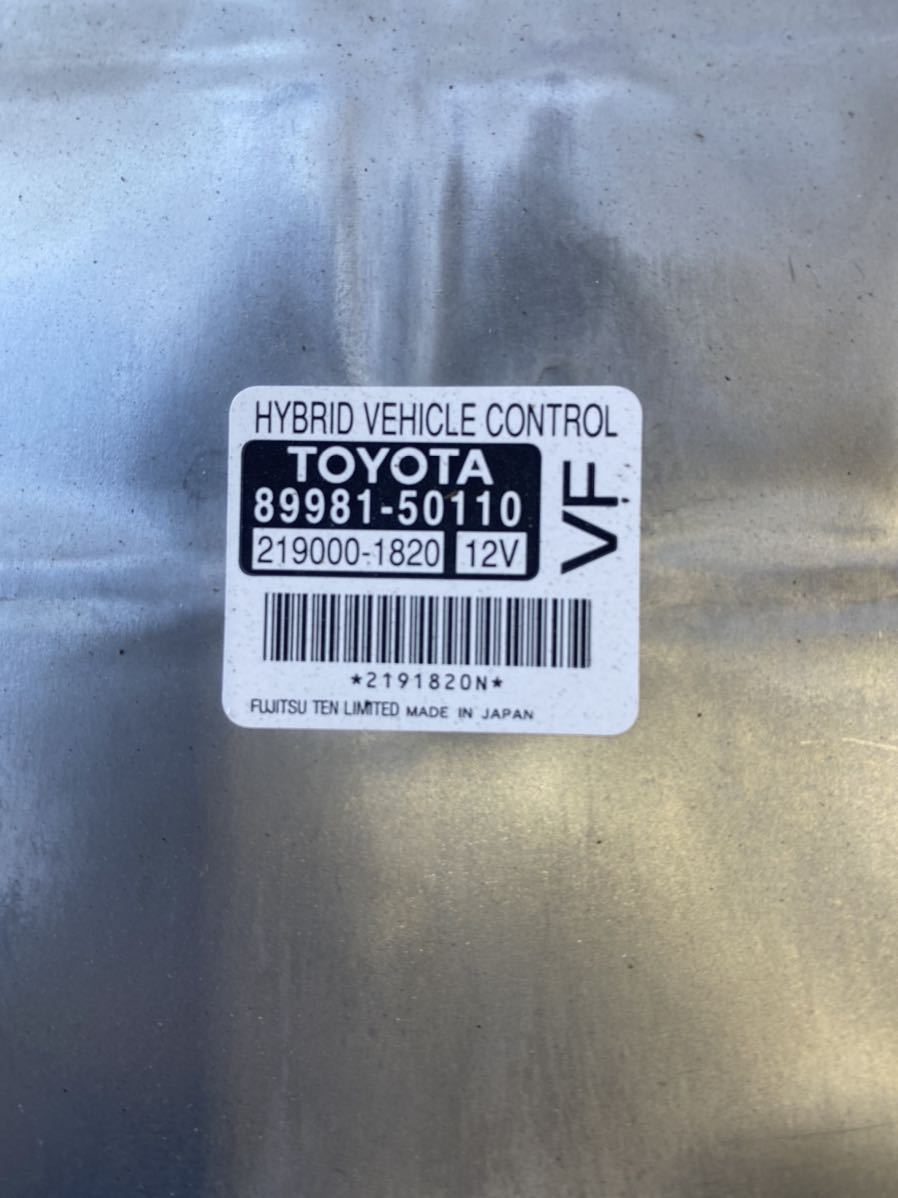 HYBRID VEHICLE CONTROL
TOYOTA
89981-50110
219000-1820 12V
VF
*2191820N*
FUJITSU TEN LIMITED MADE IN JAPAN